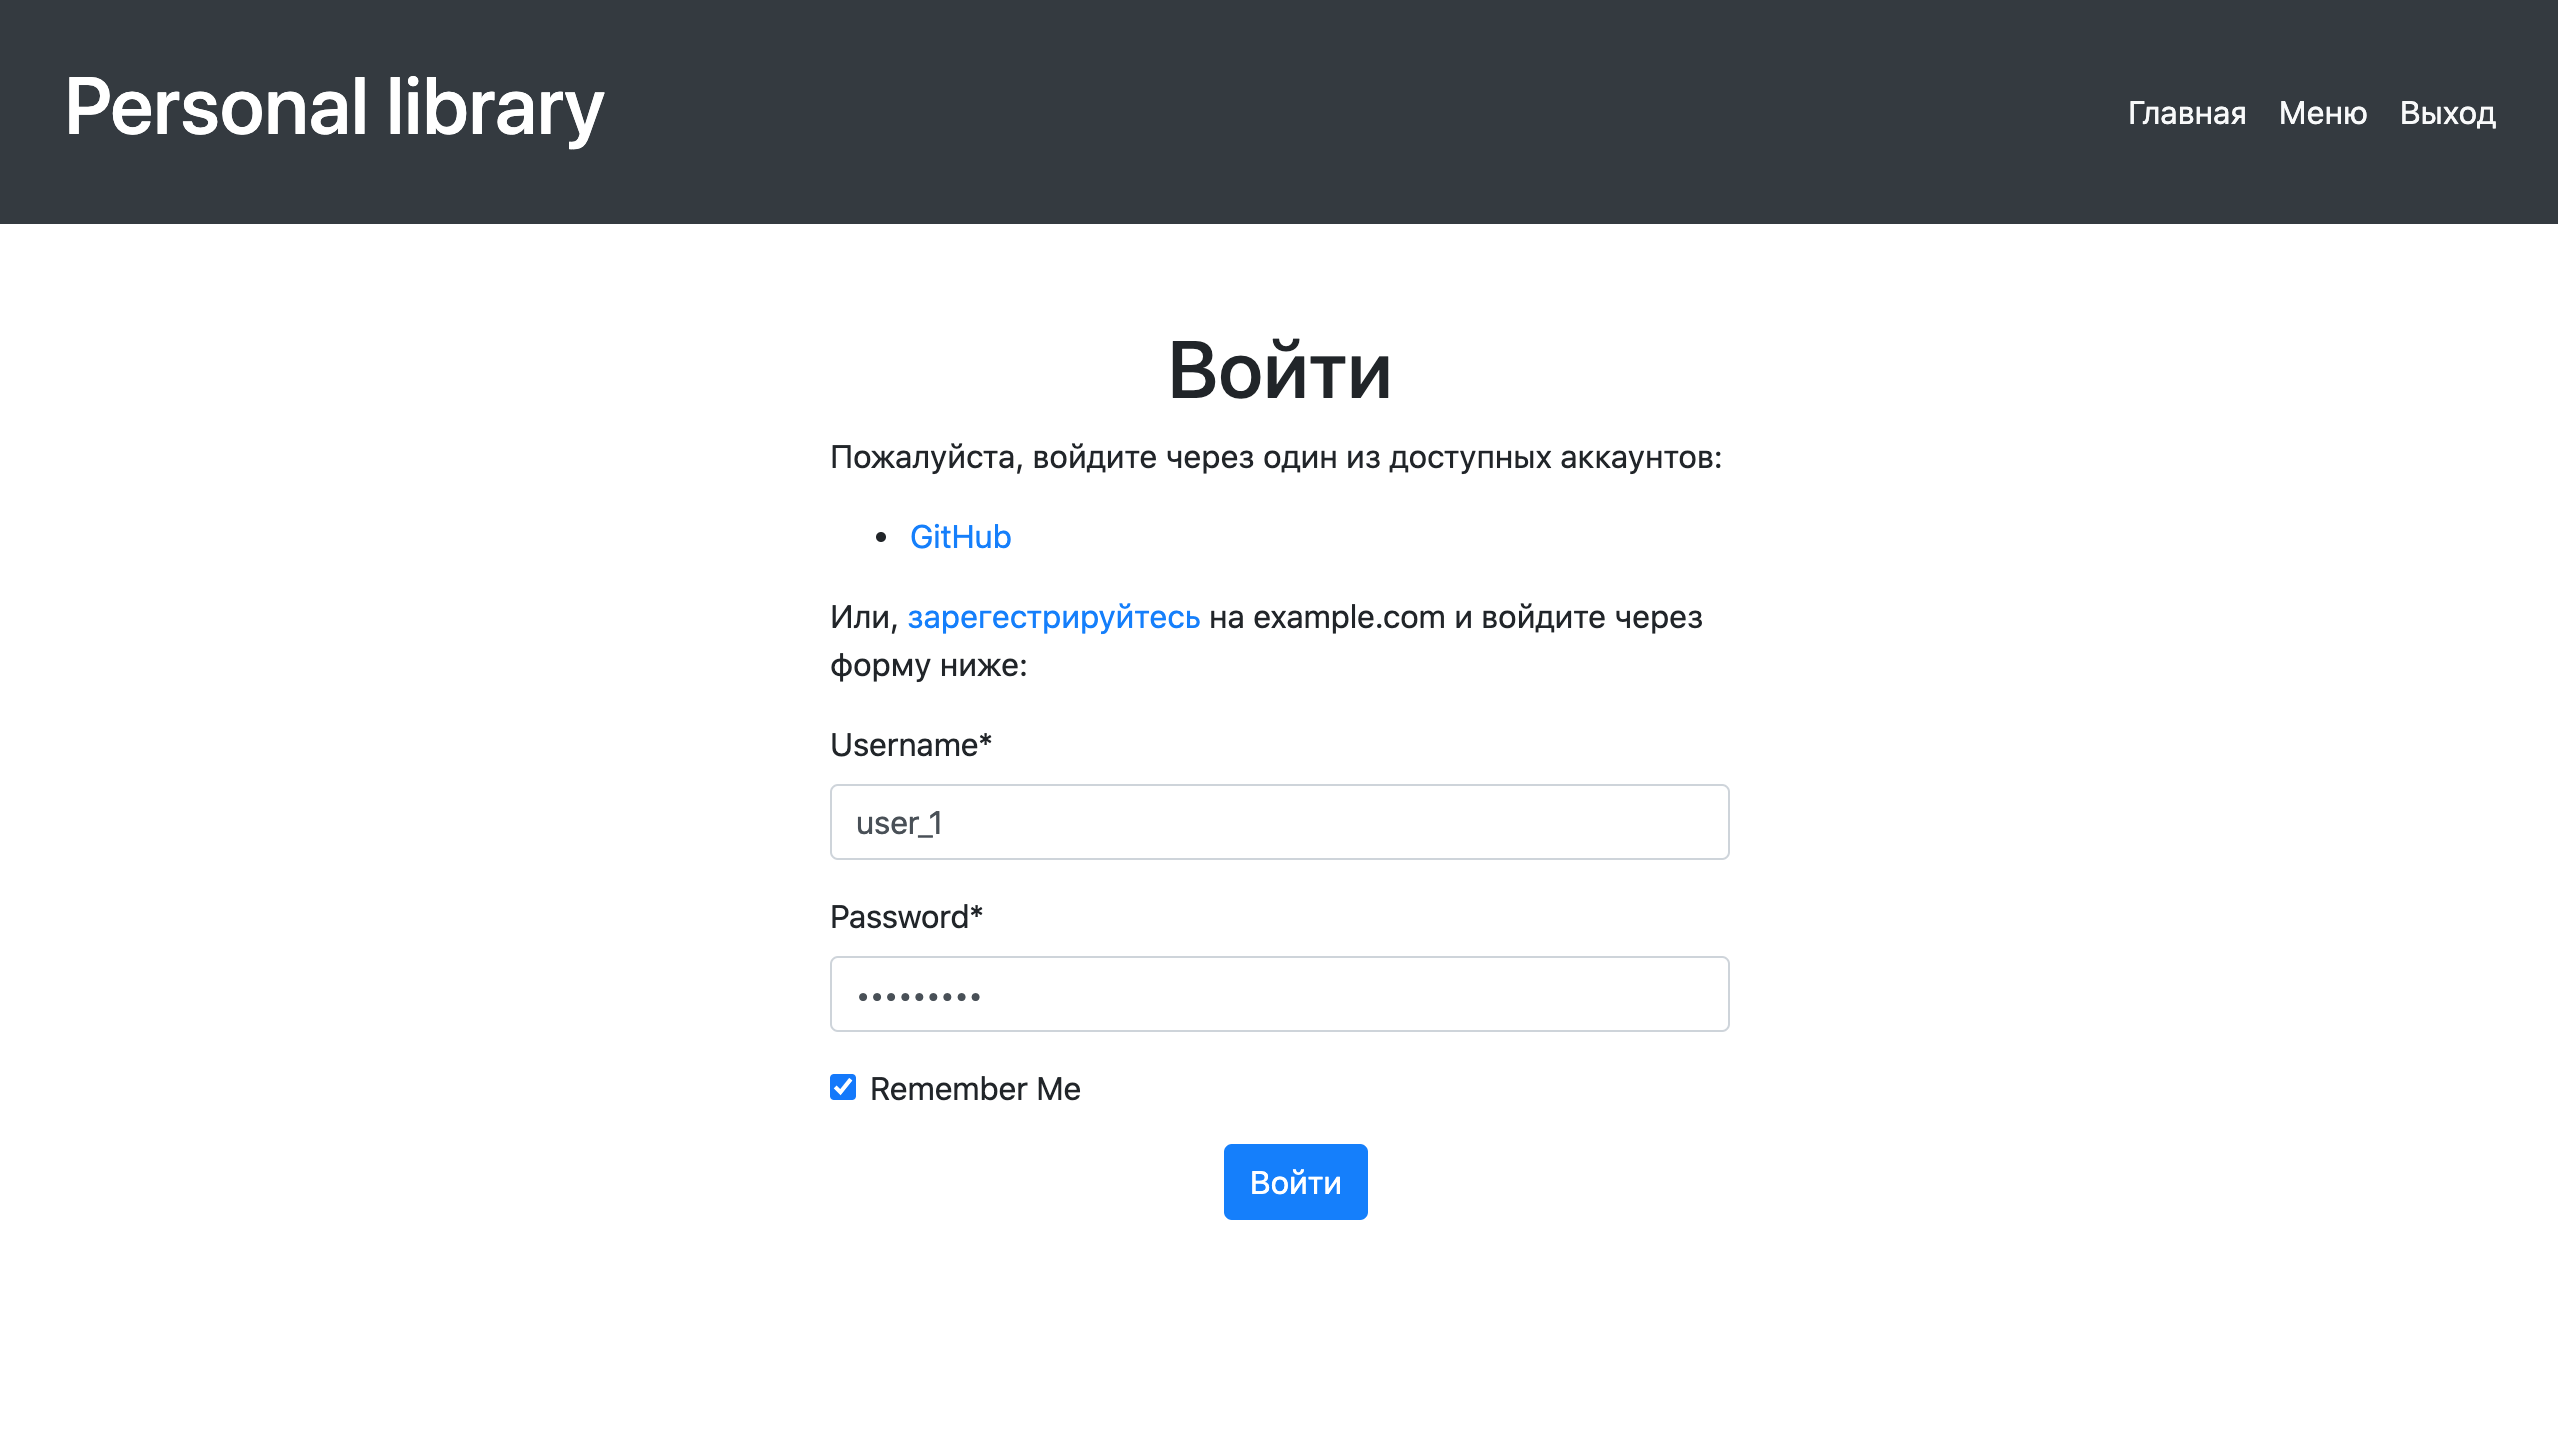 Personal library
Главная Меню Выход
Войти
Пожалуйста, войдите через один из доступных аккаунтов:
• GitHub
Или, зарегестрируйтесь на example.com и войдите через
форму ниже:
Username*
user_1
Password*
•••••••••
Remember Me
Войти